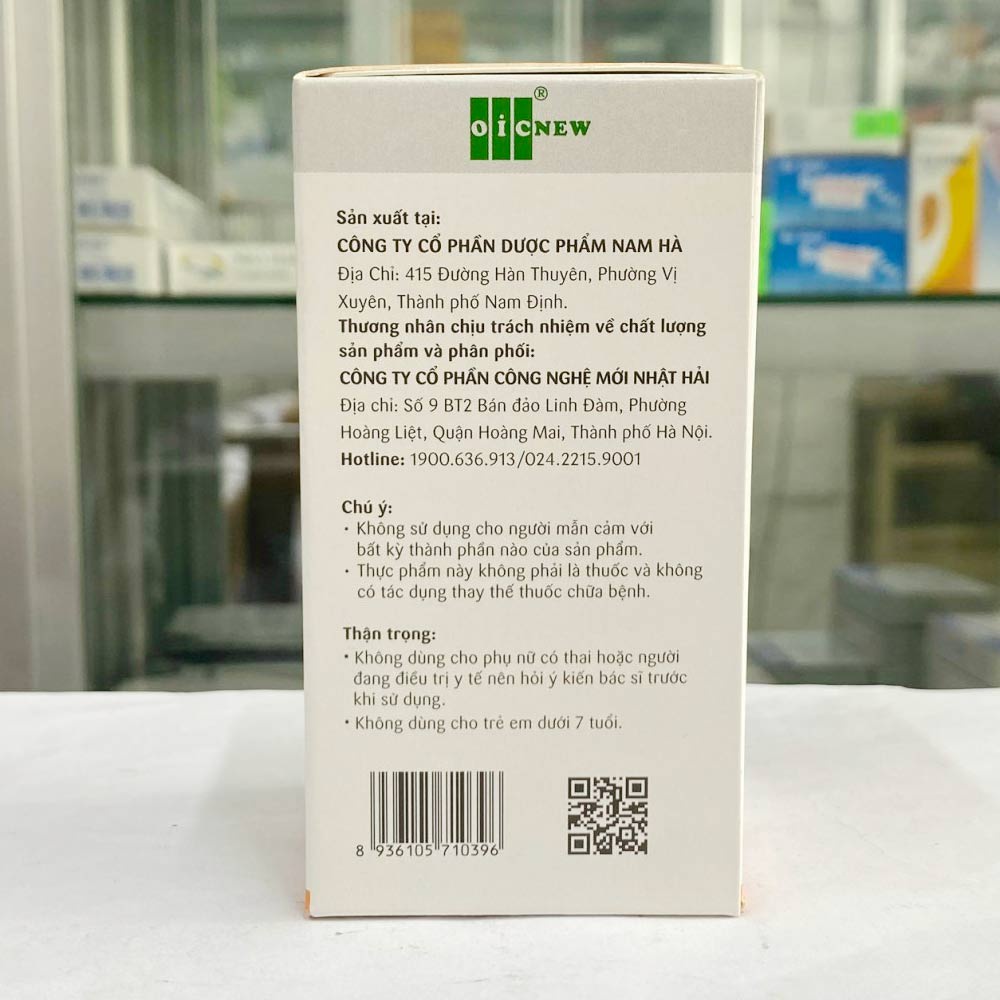 oicNEW®
Sản xuất tại:
CÔNG TY CỔ PHẦN DƯỢC PHẨM NAM HÀ
Địa Chỉ: 415 Đường Hàn Thuyên, Phường Vị
Xuyên, Thành phố Nam Định.
Thương nhân chịu trách nhiệm về chất lượng
sản phẩm và phân phối:
CÔNG TY CỔ PHẦN CÔNG NGHỆ MỚI NHẬT HẢI
Địa chỉ: Số 9 BT2 Bán đảo Linh Đàm, Phường
Hoàng Liệt, Quận Hoàng Mai, Thành phố Hà Nội.
Hotline: 1900.636.913/024.2215.9001
Chú ý:
• Không sử dụng cho người mẫn cảm với
bất kỳ thành phần nào của sản phẩm.
• Thực phẩm này không phải là thuốc và không
có tác dụng thay thế thuốc chữa bệnh.
Thận trọng:
• Không dùng cho phụ nữ có thai hoặc người
đang điều trị y tế nên hỏi ý kiến bác sĩ trước
khi sử dụng.
• Không dùng cho trẻ em dưới 7 tuổi.
8 936105 710396